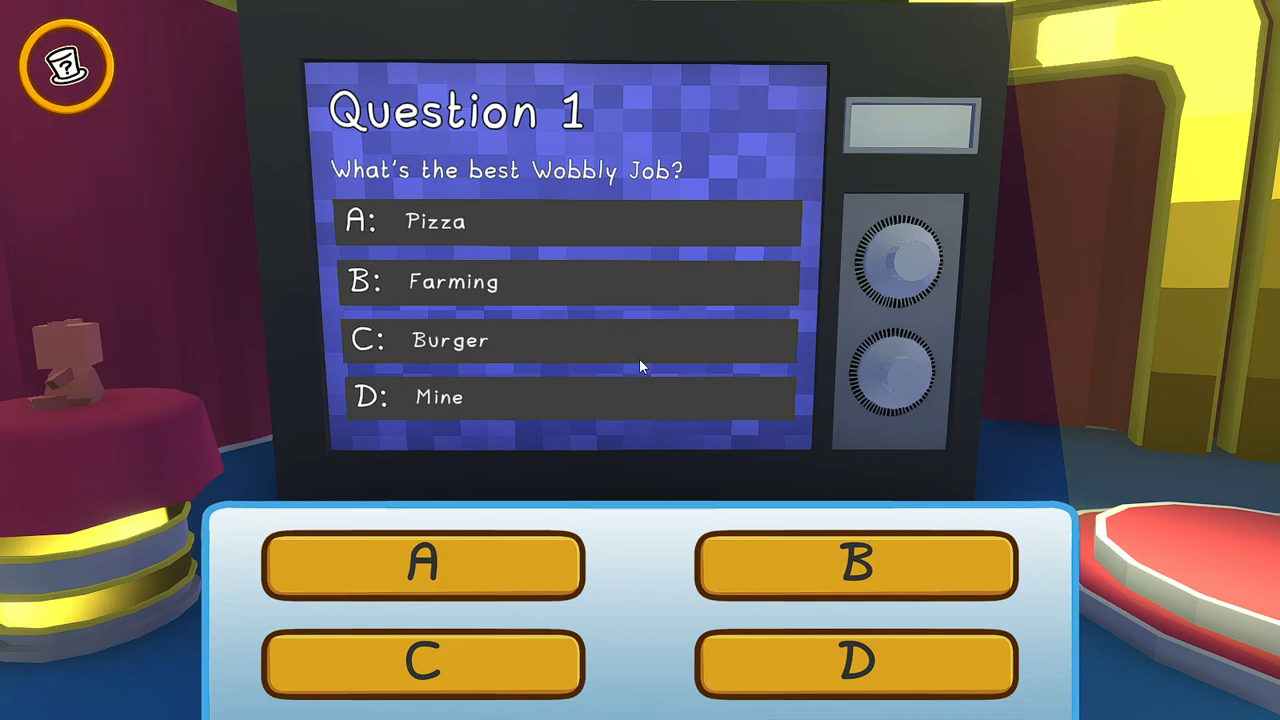 ?
Question 1
What's the best Wobbly Job?
A: Pizza
B: Farming
C: Burger
D: Mine
A
B
C
D